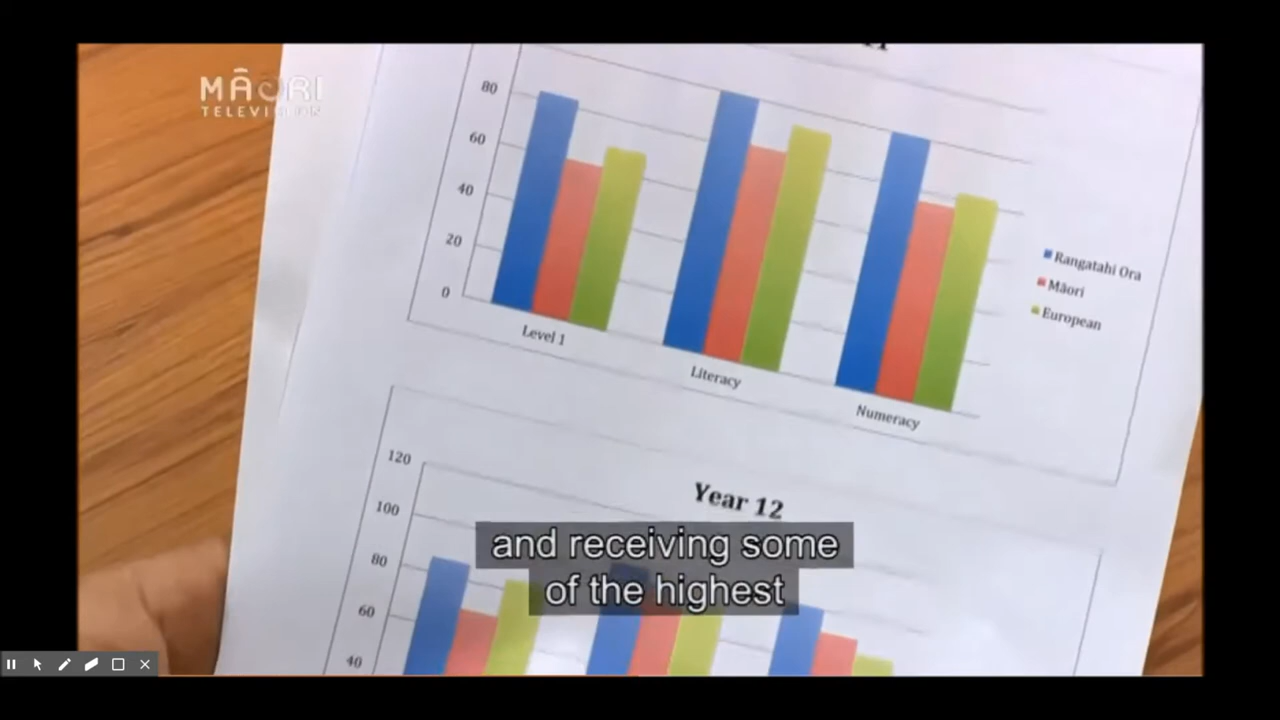 MĀORI
TELEVISION
80
60
40
20
0
Level 1
Literacy
Numeracy
Rangatahi Ora
Māori
European
Year 12
120
100
80
60
40
and receiving some
of the highest